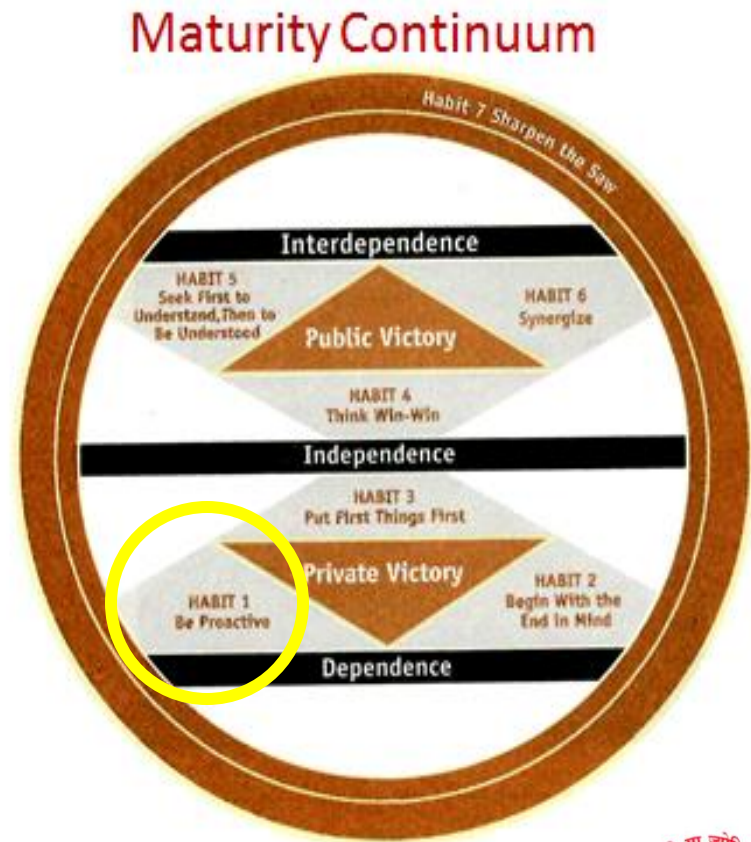 Maturity Continuum
Habit 7 Sharpen the Saw
Interdependence
HABIT 5
Seek First to
Understand, Then to
Be Understood
Public Victory
HABIT 6
Synergize
HABIT 4
Think Win-Win
Independence
HABIT 3
Put First Things First
Private Victory
HABIT 1
Be Proactive
HABIT 2
Begin With the
End in Mind
Dependence